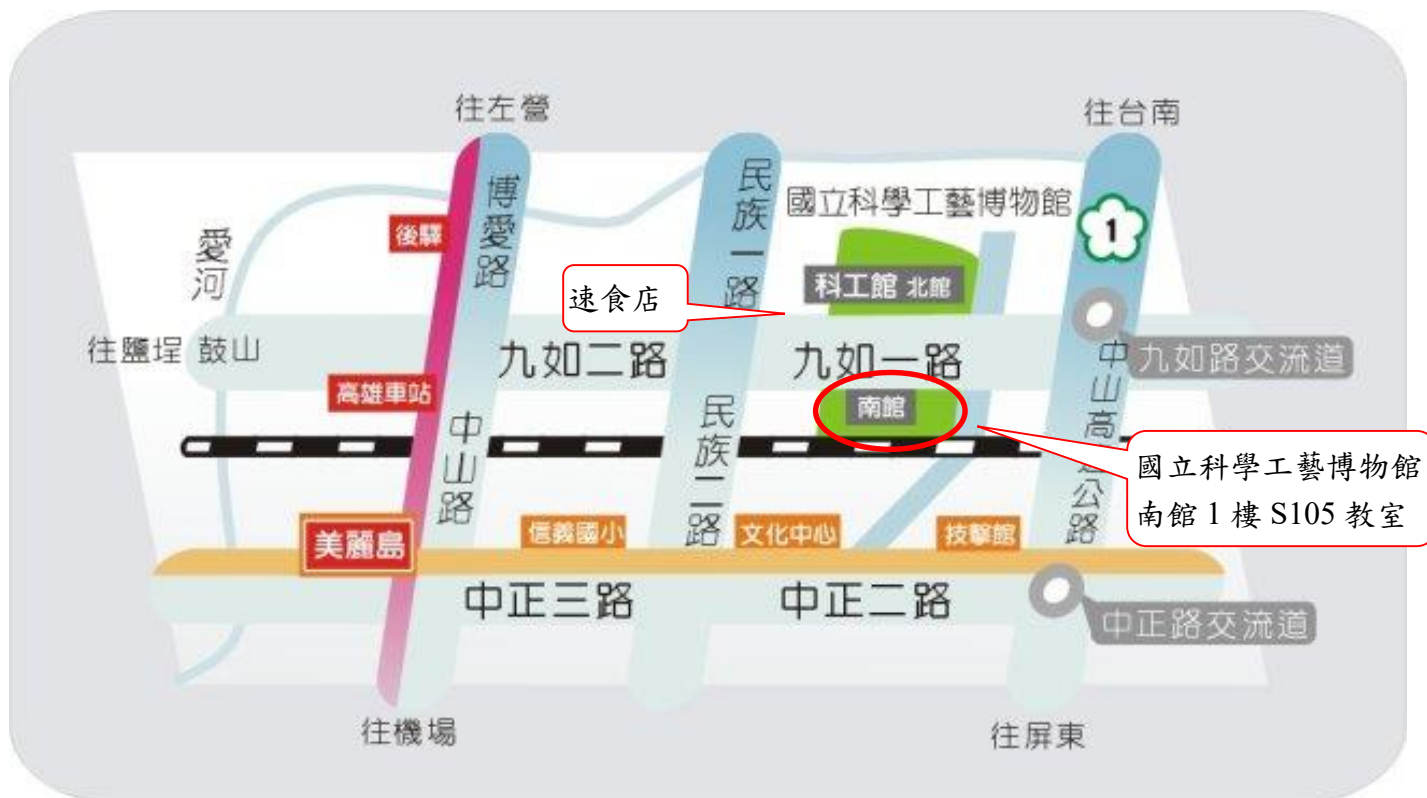 往左營
往台南
民族一路
博愛路
國立科學工藝博物館
1
後驛
愛河
科工館 北館
速食店
往鹽埕 鼓山
九如二路
九如一路
中山高
公路
九如路交流道
高雄車站
南館
中山路
民族二路
國立科學工藝博物館
南館 1 樓 S105 教室
美麗島
信義國小
文化中心
技擊館
中正三路
中正二路
中正路交流道
往機場
往屏東